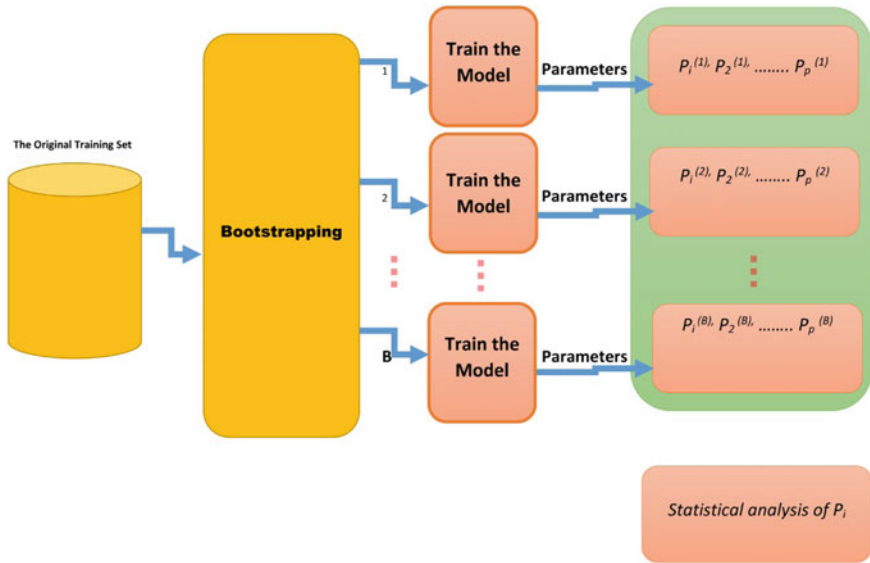 The Original Training Set
Bootstrapping
1
Train the
Model
Parameters
P_i^(1), P_2^(1), ........ P_p^(1)
2
Train the
Model
Parameters
P_i^(2), P_2^(2), ........ P_p^(2)
B
Train the
Model
Parameters
P_i^(B), P_2^(B), ........ P_p^(B)
Statistical analysis of P_i